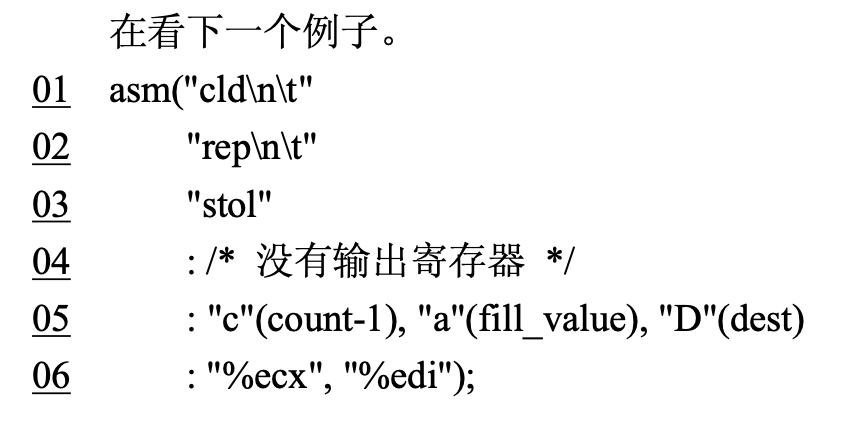 在看下一个例子。
01 asm("cld\n\t"
02 "rep\n\t"
03 "stol"
04 : /* 没有输出寄存器 */
05 : "c"(count-1), "a"(fill_value), "D"(dest)
06 : "%ecx", "%edi");